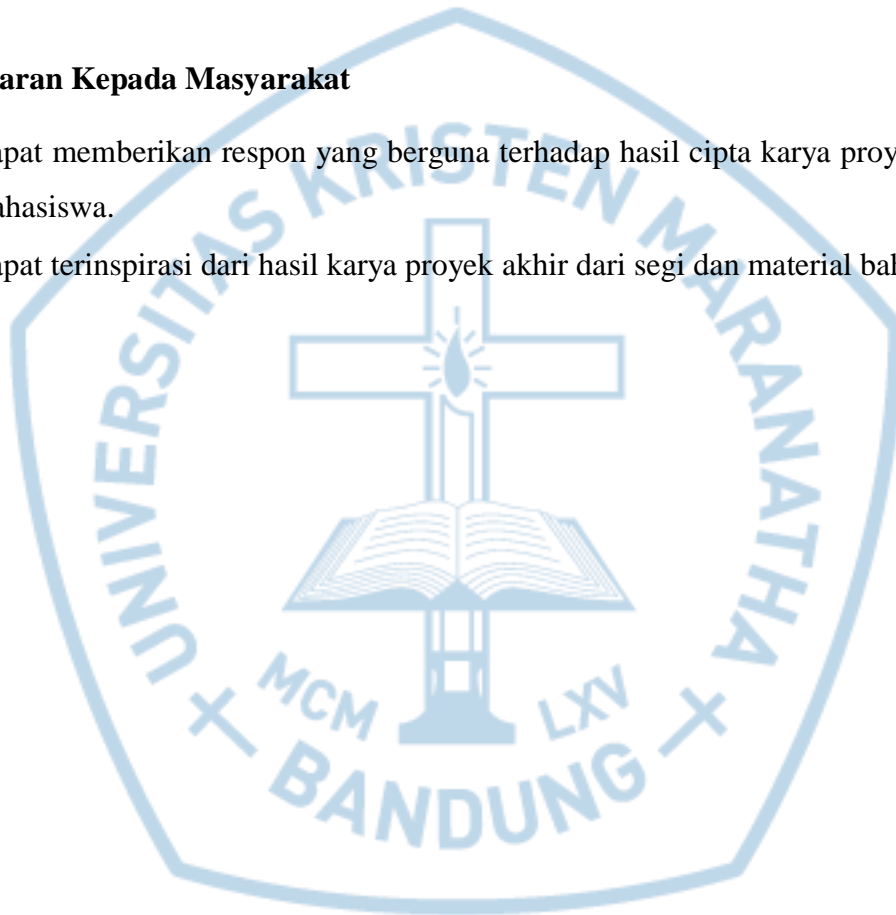 aran Kepada Masyarakat
apat memberikan respon yang berguna terhadap hasil cipta karya proy
ahasiswa.
apat terinspirasi dari hasil karya proyek akhir dari segi dan material bah
UNIVERSITAS KRISTEN MARANATHA
MCM LXV
BANDUNG